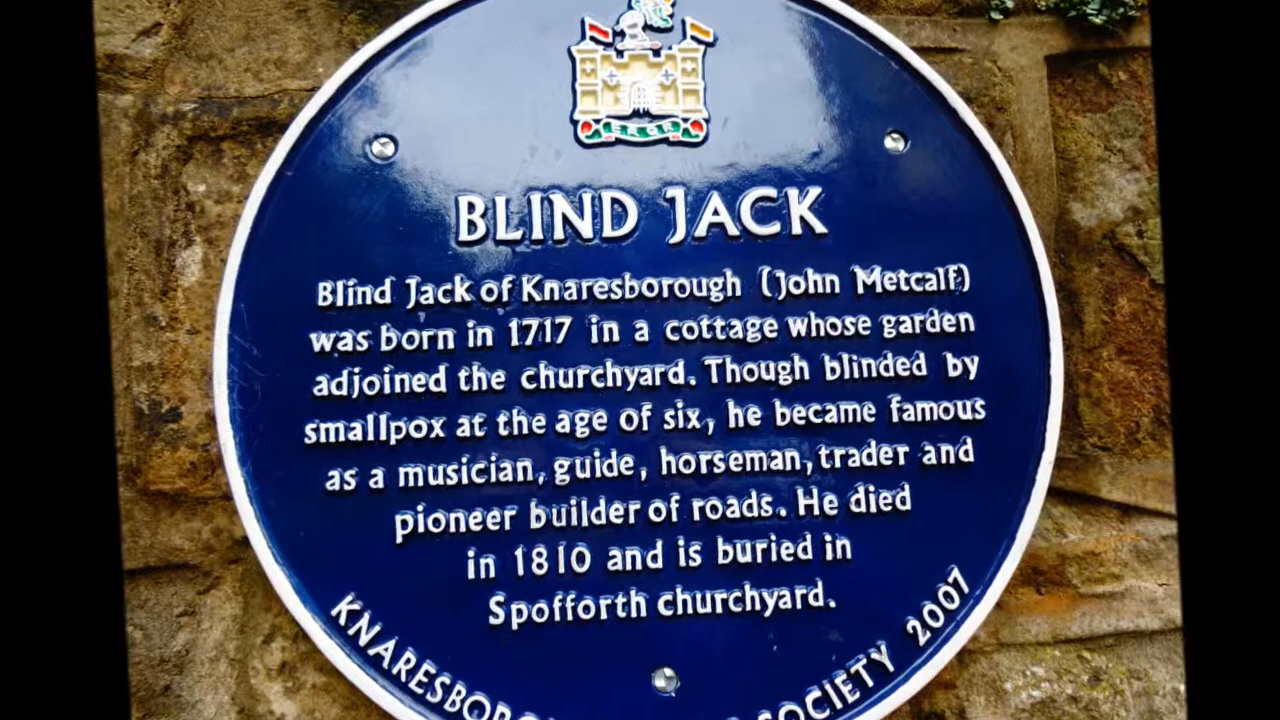 BLIND JACK
Blind Jack of Knaresborough (John Metcalf)
was born in 1717 in a cottage whose garden
adjoined the churchyard. Though blinded by
smallpox at the age of six, he became famous
as a musician, guide, horseman, trader and
pioneer builder of roads. He died
in 1810 and is buried in
Spofforth churchyard.
SOCIETY 2007